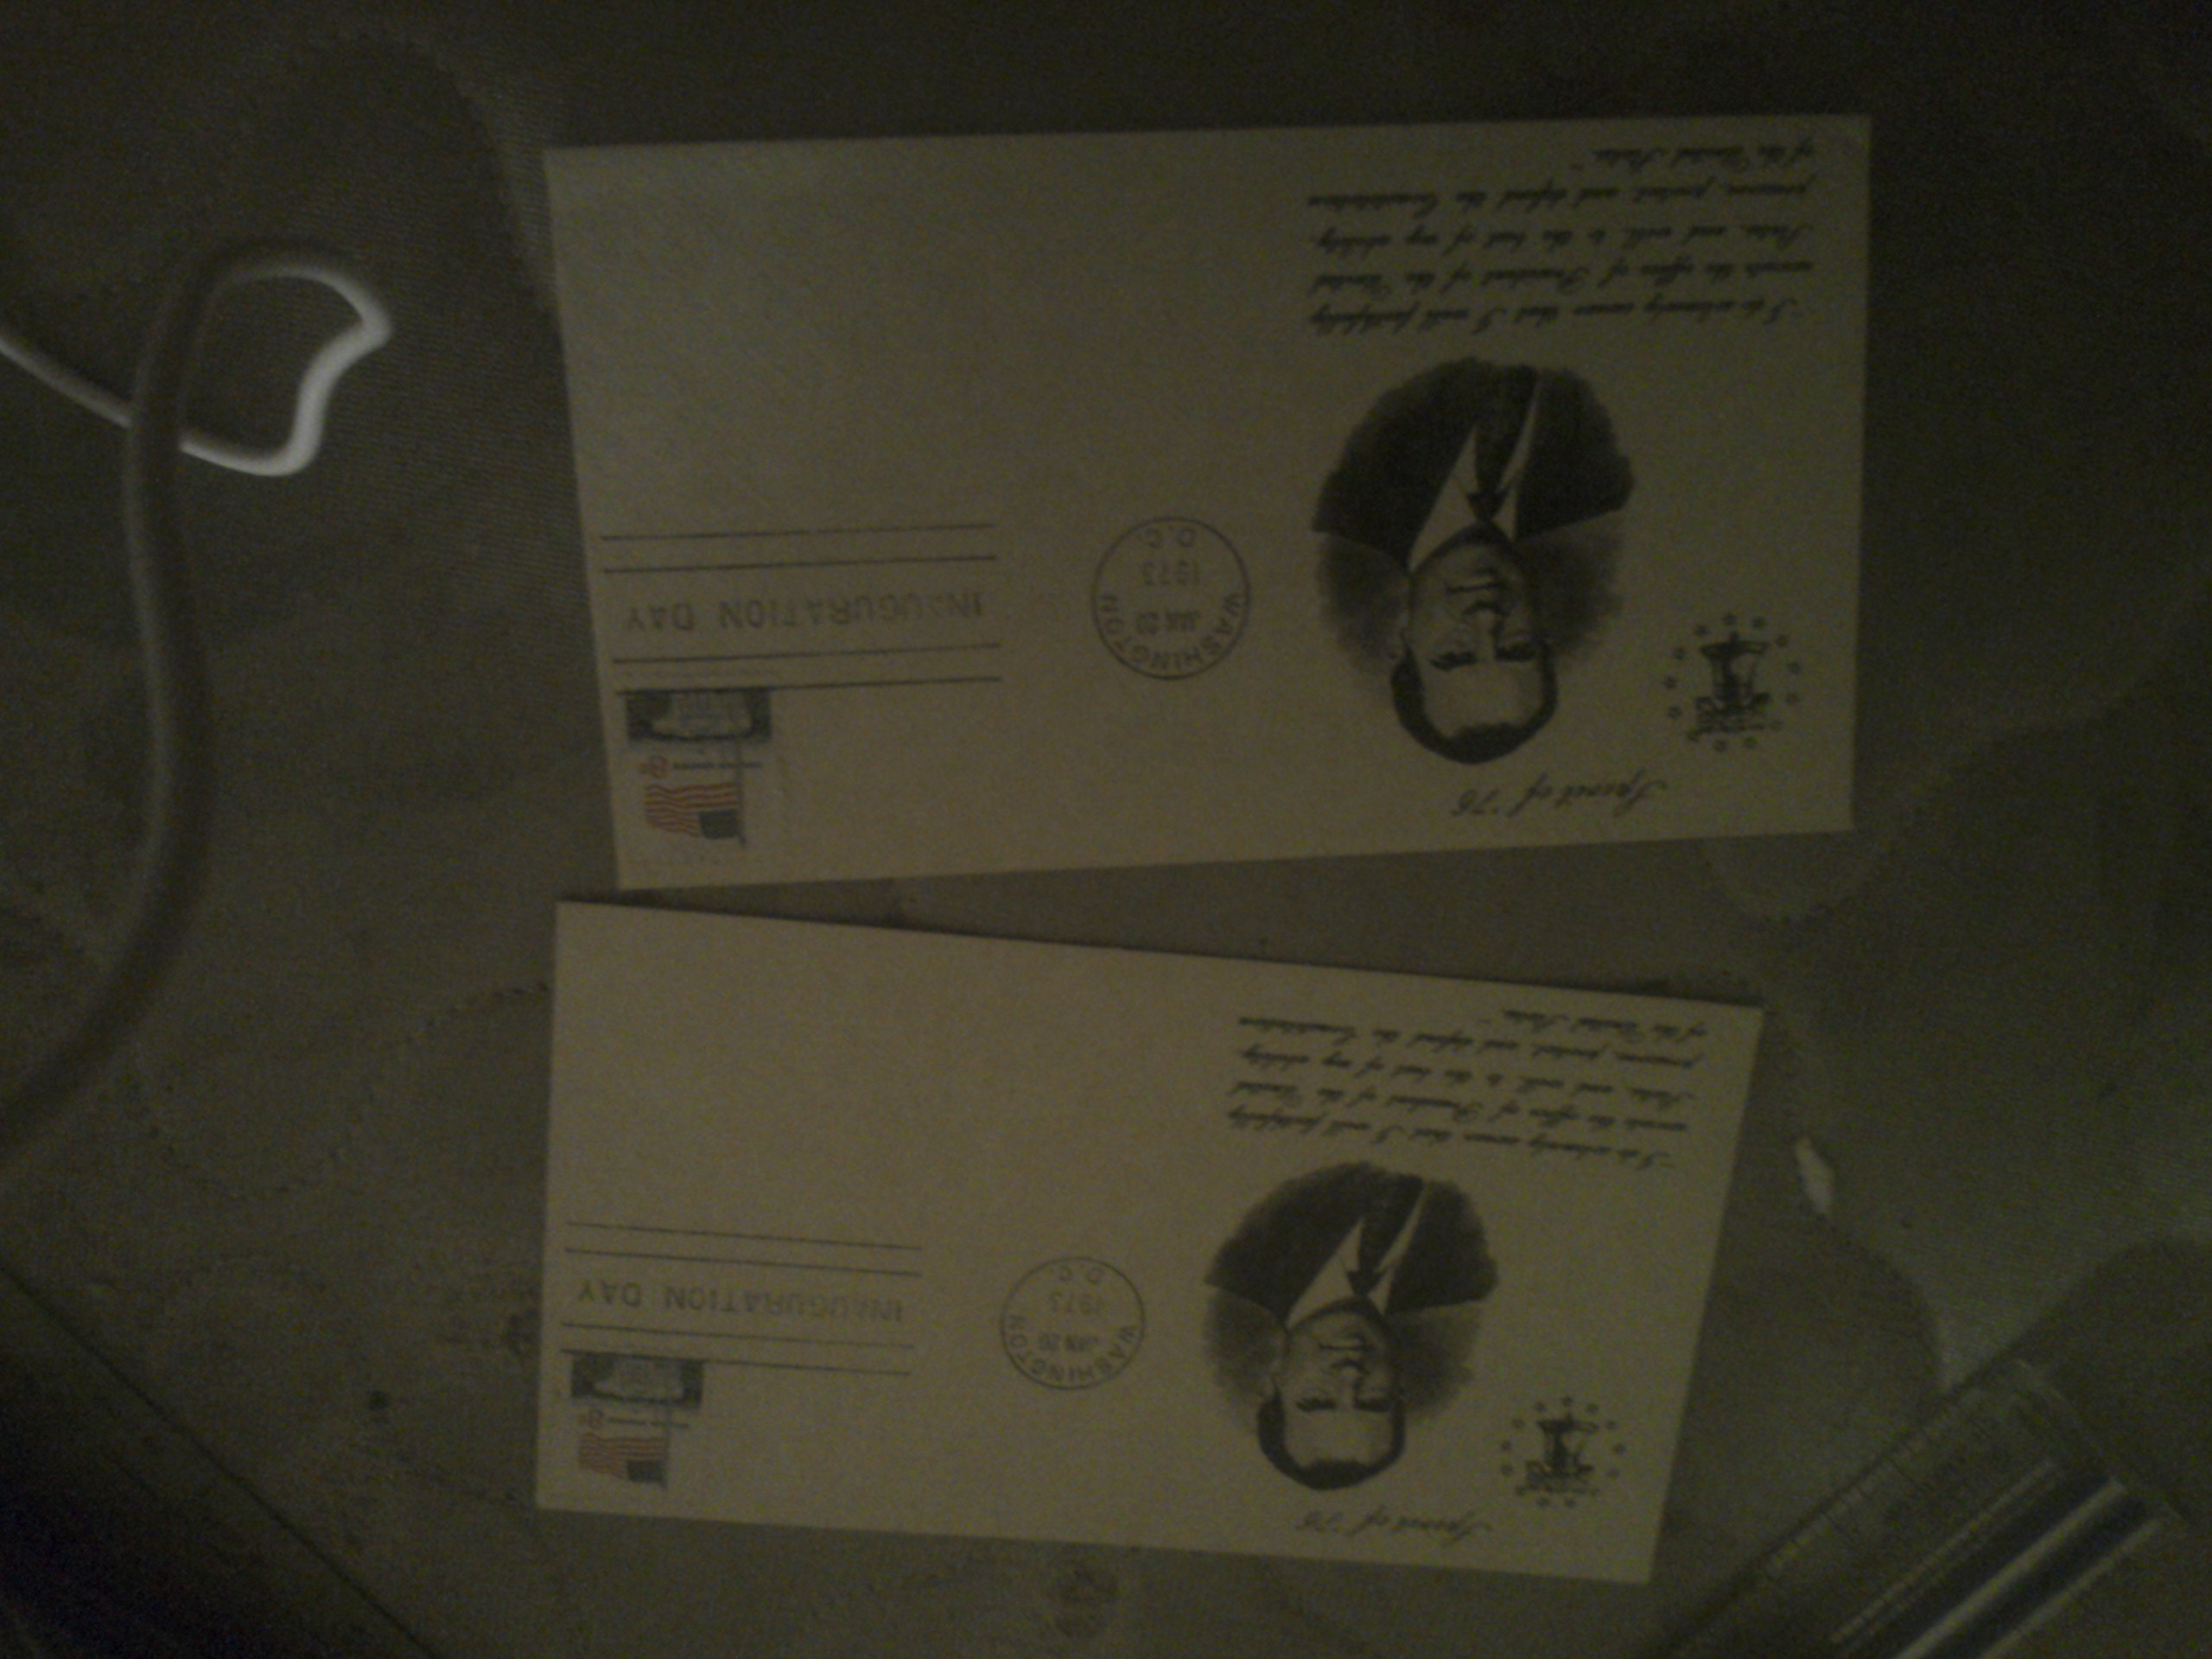 Spirit of '76
WASHINGTON
JAN 20
1973
D.C.
8c
INAUGURATION DAY
"I do solemnly swear that I will faithfully
execute the office of President of the United
States, and will, to the best of my ability,
preserve, protect, and defend the Constitution
of the United States."
Spirit of '76
WASHINGTON
JAN 20
1973
D.C.
8c
INAUGURATION DAY
"I do solemnly swear that I will faithfully
execute the office of President of the United
States, and will, to the best of my ability,
preserve, protect, and defend the Constitution
of the United States."